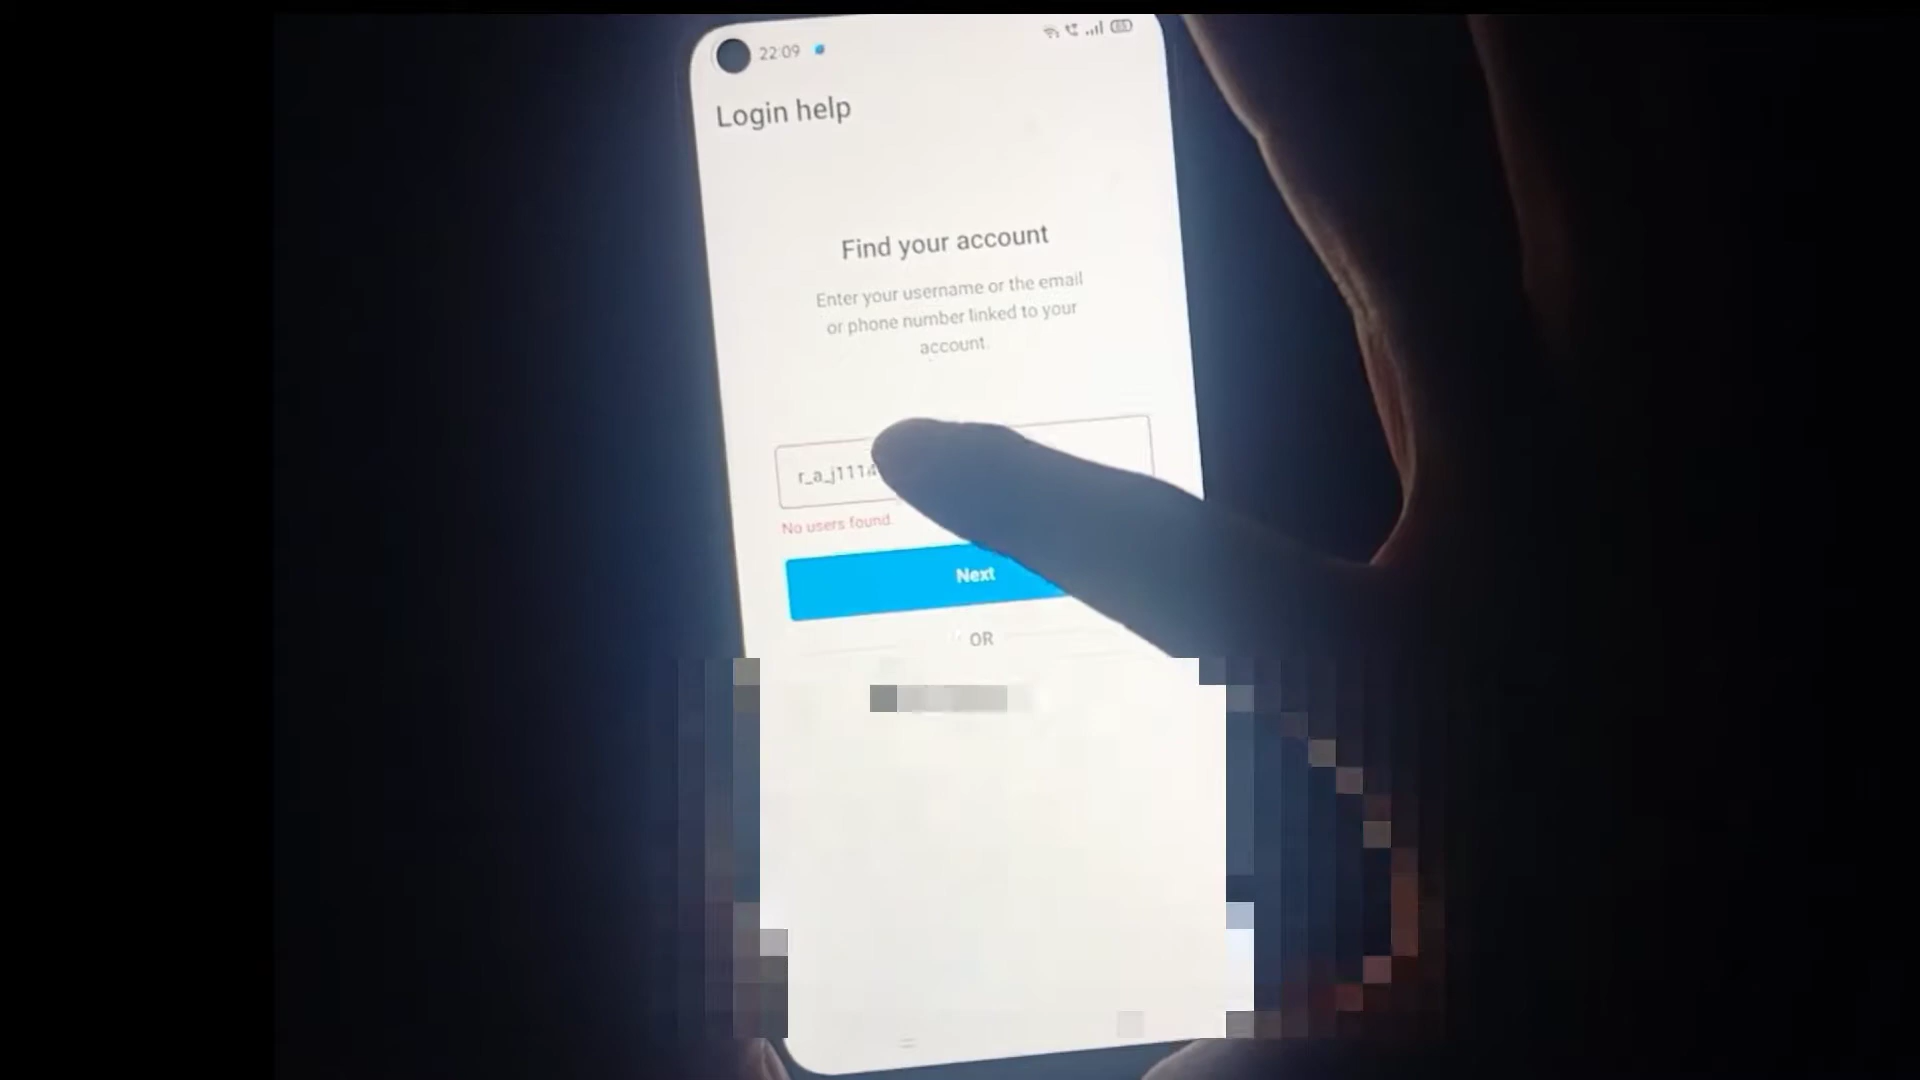 22:09
Login help
Find your account
Enter your username or the email
or phone number linked to your
account.
r_a_j1114
No users found.
Next
OR